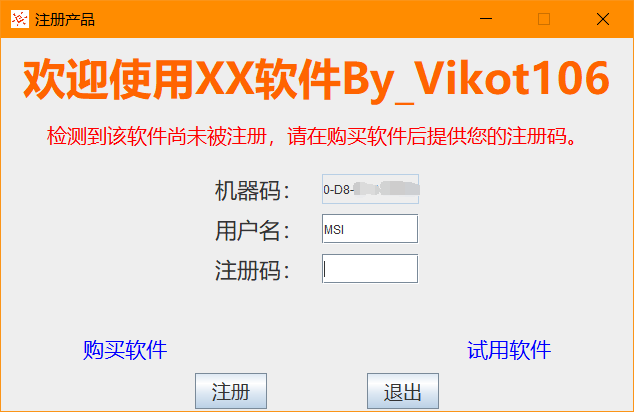 注册产品
欢迎使用XX软件By_Vikot106
检测到该软件尚未被注册，请在购买软件后提供您的注册码。
机器码： 0-D8-
用户名： MSI
注册码：
购买软件 试用软件
注册 退出